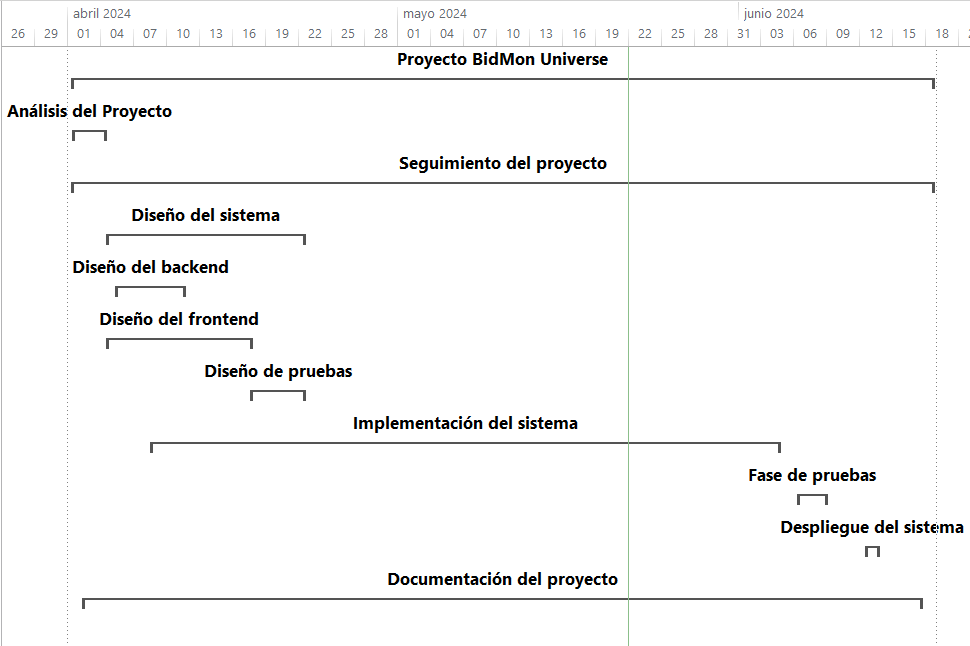 abril 2024 mayo 2024 junio 2024
26 29 01 04 07 10 13 16 19 22 25 28 01 04 07 10 13 16 19 22 25 28 31 03 06 09 12 15 18
Proyecto BidMon Universe
Análisis del Proyecto
Seguimiento del proyecto
Diseño del sistema
Diseño del backend
Diseño del frontend
Diseño de pruebas
Implementación del sistema
Fase de pruebas
Despliegue del sistema
Documentación del proyecto